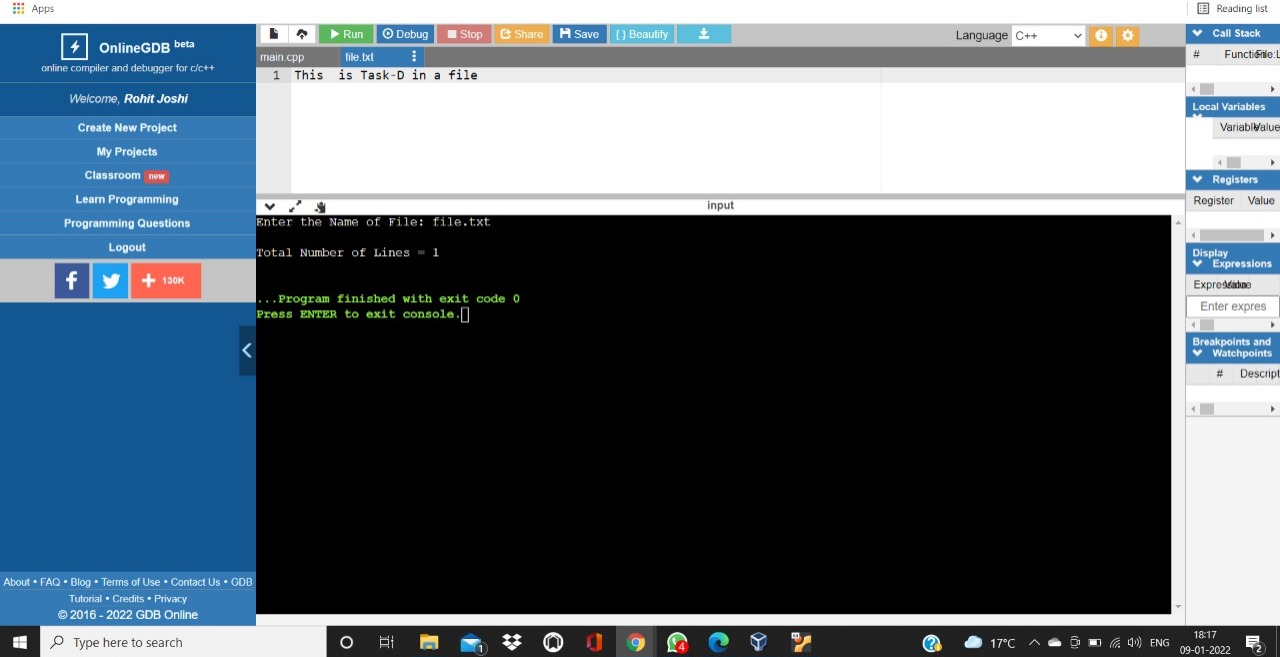 Apps
Reading list
OnlineGDB beta
online compiler and debugger for c/c++
Welcome, Rohit Joshi
Create New Project
My Projects
Classroom new
Learn Programming
Programming Questions
Logout
130K
About • FAQ • Blog • Terms of Use • Contact Us • GDB
Tutorial • Credits • Privacy
© 2016 - 2022 GDB Online
Run Debug Stop Share Save {} Beautify
Language C++
main.cpp file.txt
1 This  is Task-D in a file
input
Enter the Name of File: file.txt
Total Number of Lines = 1
...Program finished with exit code 0
Press ENTER to exit console.
Call Stack
# Function File:L
Local Variables
Variable Value
Registers
Register Value
Display
Expressions
Expression Value
Enter expres
Breakpoints and
Watchpoints
# Descript
Type here to search
1
4
17°C
ENG
18:17
09-01-2022
2